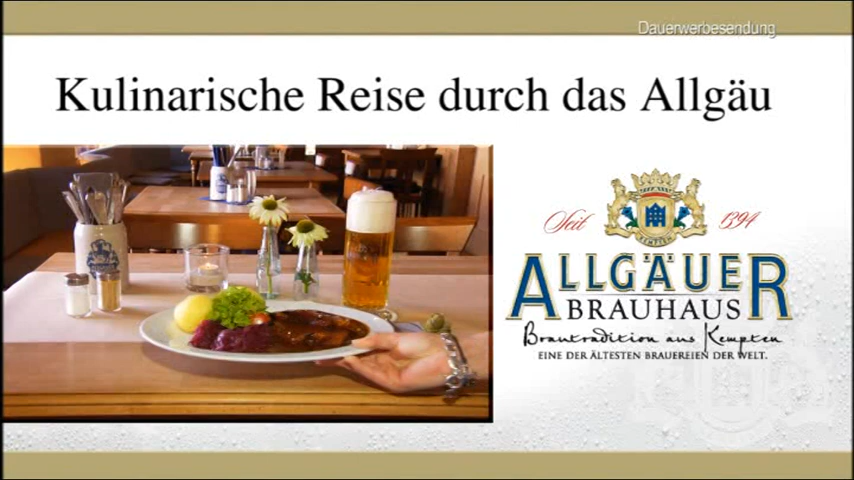 Dauerwerbesendung
Kulinarische Reise durch das Allgäu
Seit 1394
KEMPTEN
ALLGÄUER
BRAUHAUS
Brautradition aus Kempten
EINE DER ÄLTESTEN BRAUEREIEN DER WELT.